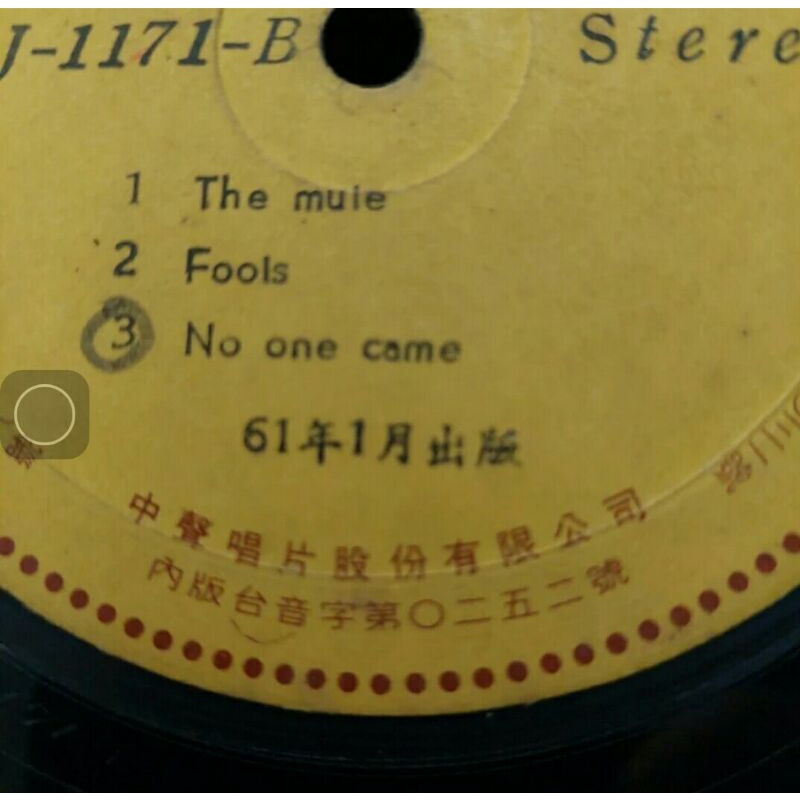 J-1171-B Stere
1 The mule
2 Fools
3 No one came
61年1月出版
中聲唱片股份有限公司
內版台音字第〇二五二號